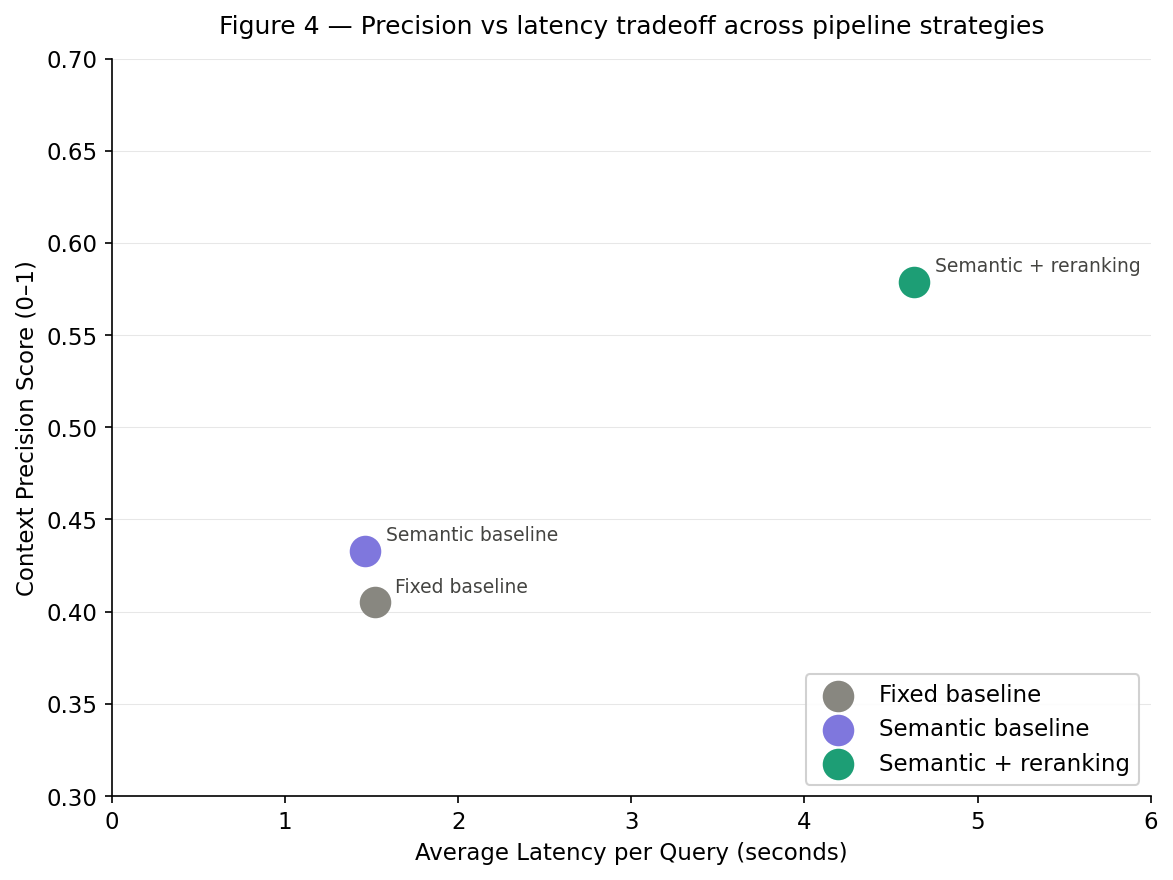 Figure 4 — Precision vs latency tradeoff across pipeline strategies
0.70
0.65
0.60
0.55
0.50
0.45
0.40
0.35
0.30
Context Precision Score (0–1)
Semantic + reranking
Semantic baseline
Fixed baseline
Fixed baseline
Semantic baseline
Semantic + reranking
0 1 2 3 4 5 6
Average Latency per Query (seconds)